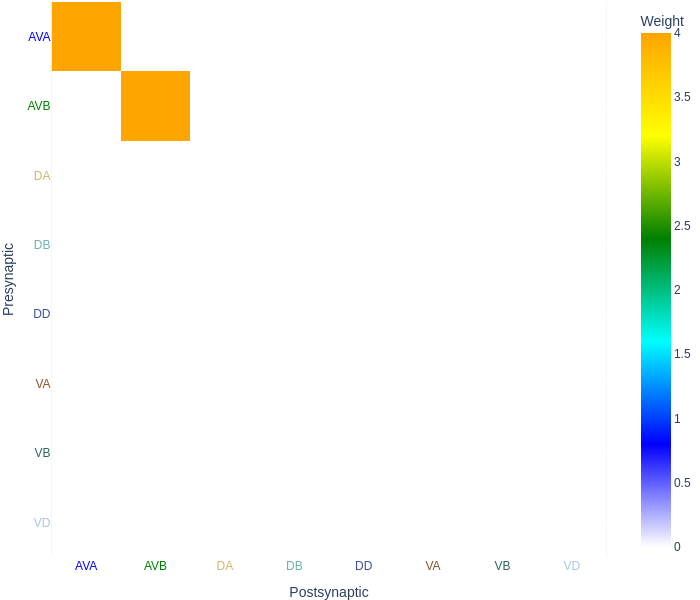 Weight
AVA
AVB
DA
DB
DD
VA
VB
VD
Presynaptic
AVA AVB DA DB DD VA VB VD
Postsynaptic
4
3.5
3
2.5
2
1.5
1
0.5
0